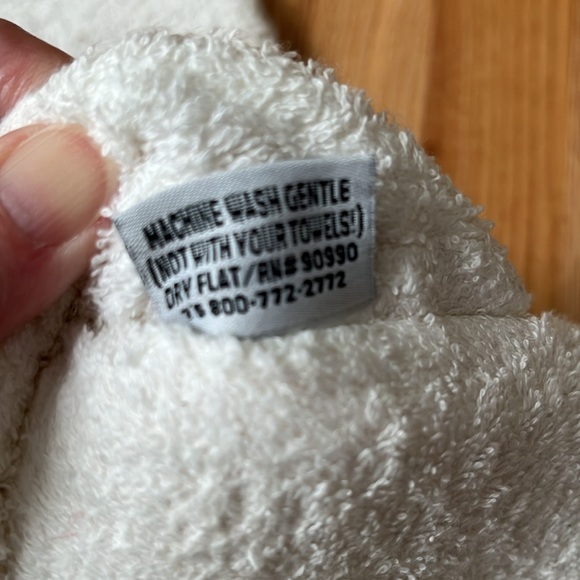 MACHINE WASH GENTLE
(NOT WITH YOUR TOWELS!)
DRY FLAT/RN# 90990
800-772-2772